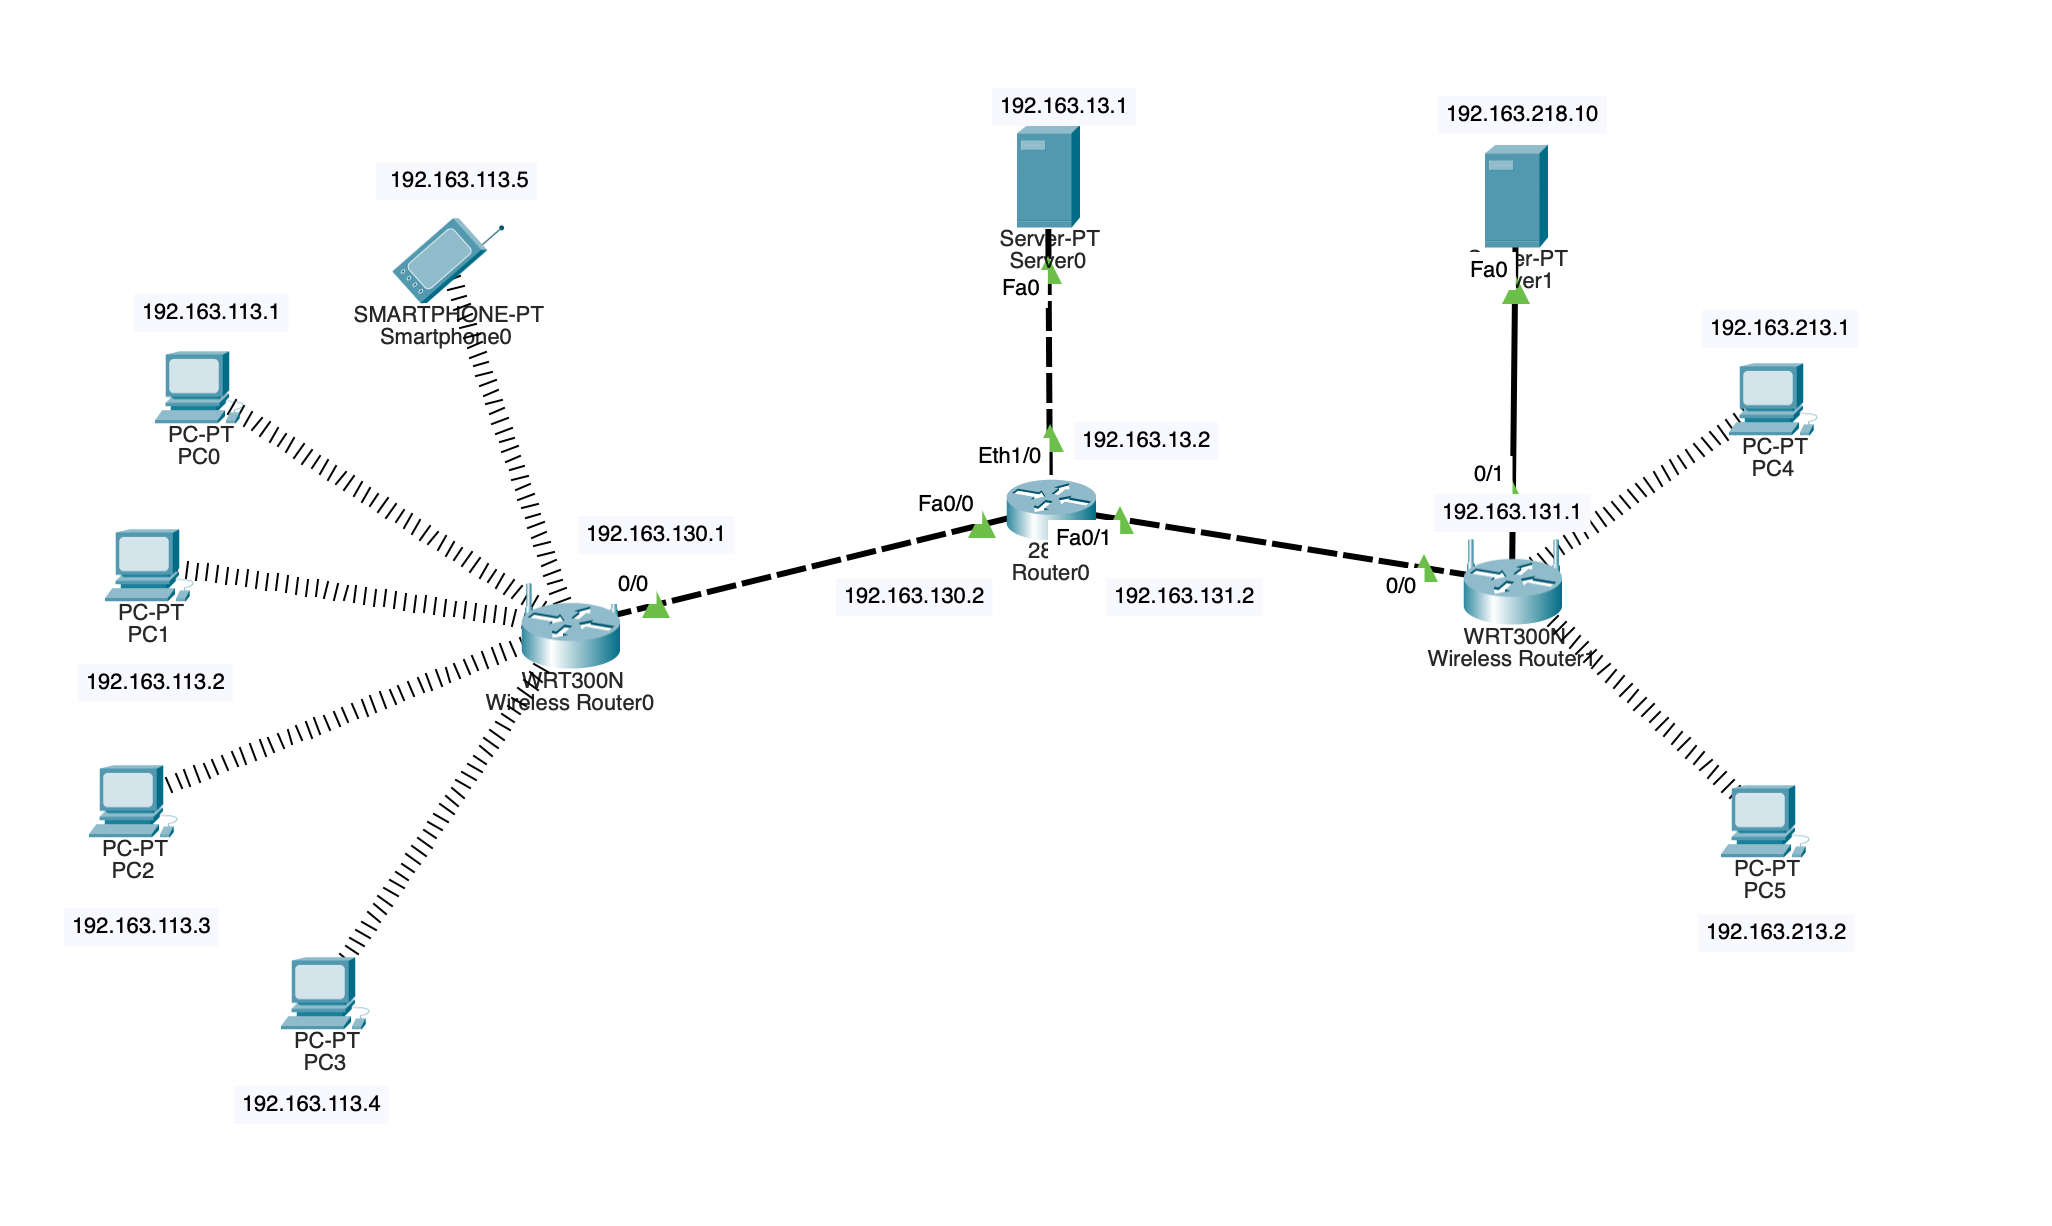 192.163.13.1
192.163.218.10
192.163.113.5
Server-PT
Server0
Fa0
er-PT
ver1
Fa0
SMARTPHONE-PT
Smartphone0
192.163.113.1
192.163.213.1
PC-PT
PC0
192.163.13.2
Eth1/0
PC-PT
PC4
0/1
Fa0/0
192.163.131.1
192.163.130.1
Fa0/1
28
Router0
0/0
0/0
192.163.130.2
192.163.131.2
PC-PT
PC1
WRT300N
Wireless Router1
192.163.113.2
WRT300N
Wireless Router0
PC-PT
PC2
PC-PT
PC5
192.163.113.3
192.163.213.2
PC-PT
PC3
192.163.113.4